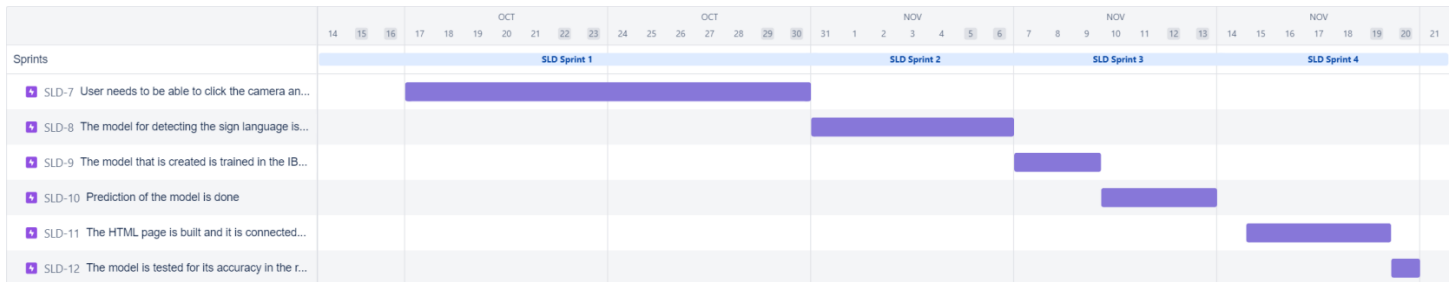 OCT OCT NOV NOV NOV
14 15 16 17 18 19 20 21 22 23 24 25 26 27 28 29 30 31 1 2 3 4 5 6 7 8 9 10 11 12 13 14 15 16 17 18 19 20 21
Sprints SLD Sprint 1 SLD Sprint 2 SLD Sprint 3 SLD Sprint 4
SLD-7 User needs to be able to click the camera an...
SLD-8 The model for detecting the sign language is...
SLD-9 The model that is created is trained in the IB...
SLD-10 Prediction of the model is done
SLD-11 The HTML page is built and it is connected...
SLD-12 The model is tested for its accuracy in the r...